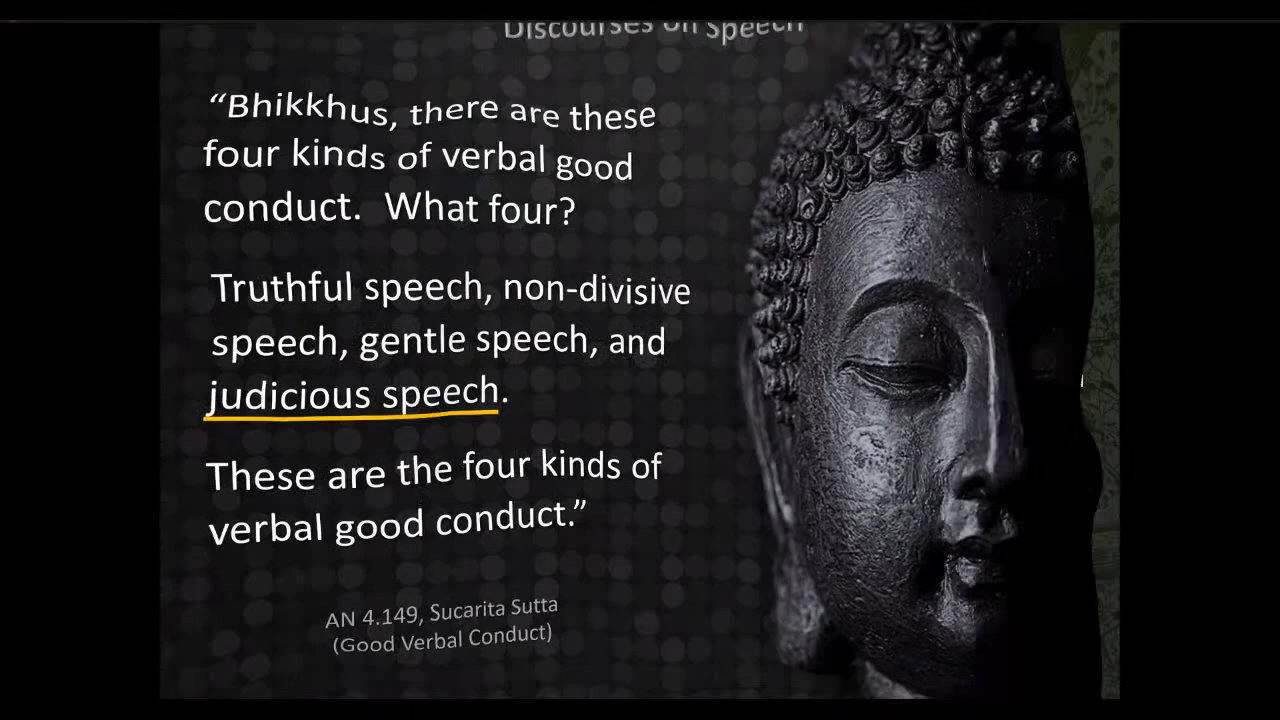 Discourses on Speech
“Bhikkhus, there are these
four kinds of verbal good
conduct.  What four?
Truthful speech, non-divisive
speech, gentle speech, and
judicious speech.
These are the four kinds of
verbal good conduct.”
AN 4.149, Sucarita Sutta
(Good Verbal Conduct)